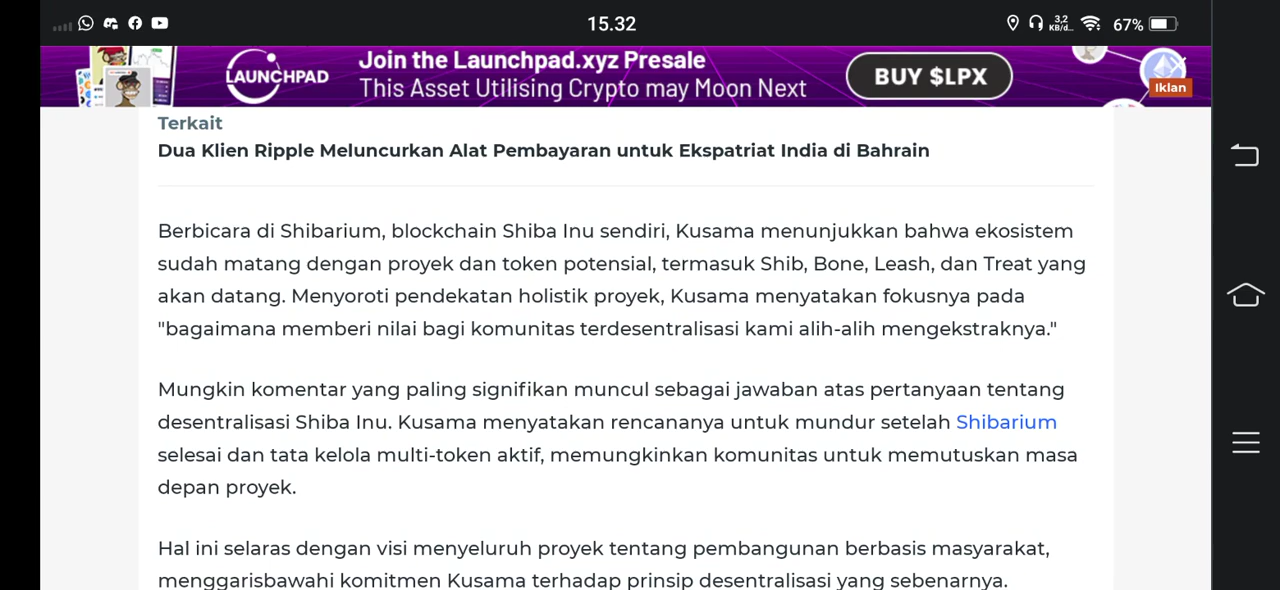 15.32
3,2
KB/d...
67%
LAUNCHPAD
Join the Launchpad.xyz Presale
This Asset Utilising Crypto may Moon Next
BUY $LPX
Iklan
Terkait
Dua Klien Ripple Meluncurkan Alat Pembayaran untuk Ekspatriat India di Bahrain
Berbicara di Shibarium, blockchain Shiba Inu sendiri, Kusama menunjukkan bahwa ekosistem
sudah matang dengan proyek dan token potensial, termasuk Shib, Bone, Leash, dan Treat yang
akan datang. Menyoroti pendekatan holistik proyek, Kusama menyatakan fokusnya pada
"bagaimana memberi nilai bagi komunitas terdesentralisasi kami alih-alih mengekstraknya."
Mungkin komentar yang paling signifikan muncul sebagai jawaban atas pertanyaan tentang
desentralisasi Shiba Inu. Kusama menyatakan rencananya untuk mundur setelah Shibarium
selesai dan tata kelola multi-token aktif, memungkinkan komunitas untuk memutuskan masa
depan proyek.
Hal ini selaras dengan visi menyeluruh proyek tentang pembangunan berbasis masyarakat,
menggarisbawahi komitmen Kusama terhadap prinsip desentralisasi yang sebenarnya.